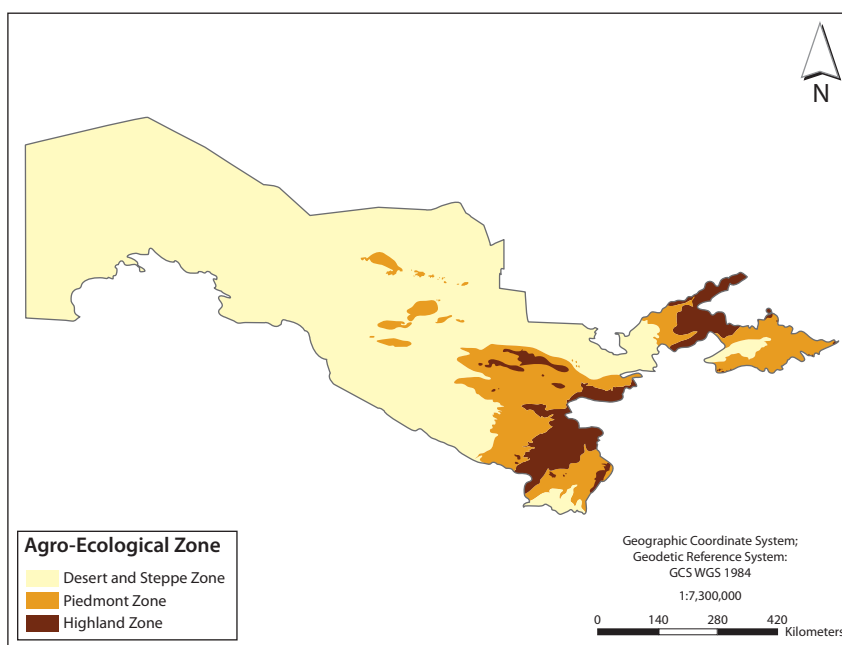 N
Agro-Ecological Zone
Desert and Steppe Zone
Piedmont Zone
Highland Zone
Geographic Coordinate System;
Geodetic Reference System:
GCS WGS 1984
1:7,300,000
0 140 280 420
Kilometers